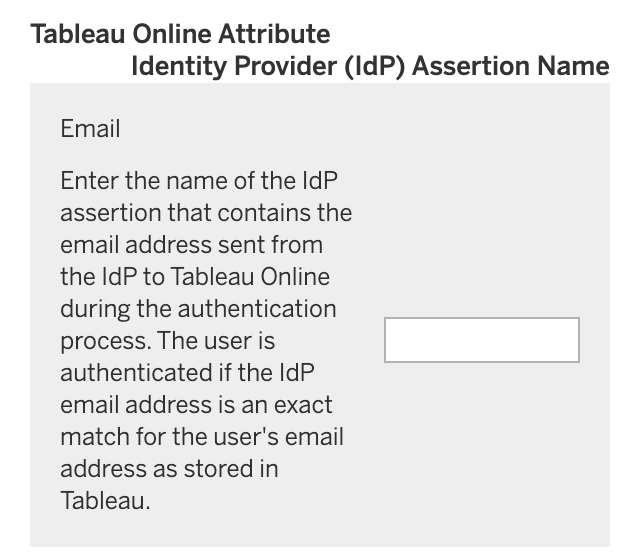 Tableau Online Attribute
Identity Provider (IdP) Assertion Name
Email
Enter the name of the IdP
assertion that contains the
email address sent from
the IdP to Tableau Online
during the authentication
process. The user is
authenticated if the IdP
email address is an exact
match for the user's email
address as stored in
Tableau.